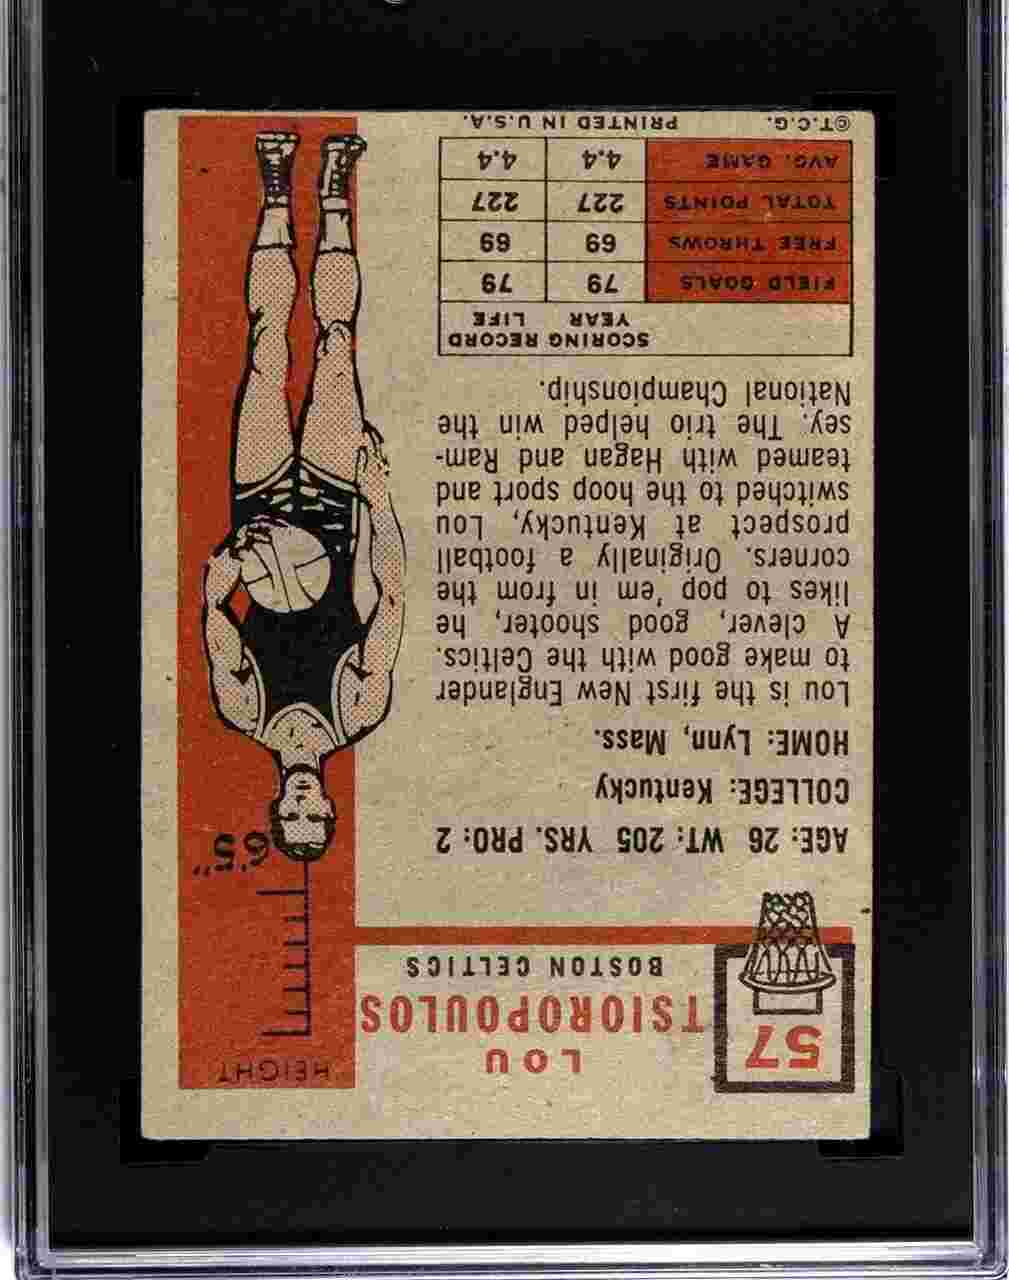 57
LOU
TSIOROPOULOS
BOSTON CELTICS
HEIGHT
6'5"
AGE: 26 WT: 205 YRS. PRO: 2
COLLEGE: Kentucky
HOME: Lynn, Mass.
Lou is the first New Englander
to make good with the Celtics.
A clever, good shooter, he
likes to pop 'em in from the
corners. Originally a football
prospect at Kentucky, Lou
switched to the hoop sport and
teamed with Hagan and Ram-
sey. The trio helped win the
National Championship.
SCORING RECORD
YEAR LIFE
FIELD GOALS 79 79
FREE THROWS 69 69
TOTAL POINTS 227 227
AVG. GAME 4.4 4.4
©T.C.G. PRINTED IN U.S.A.